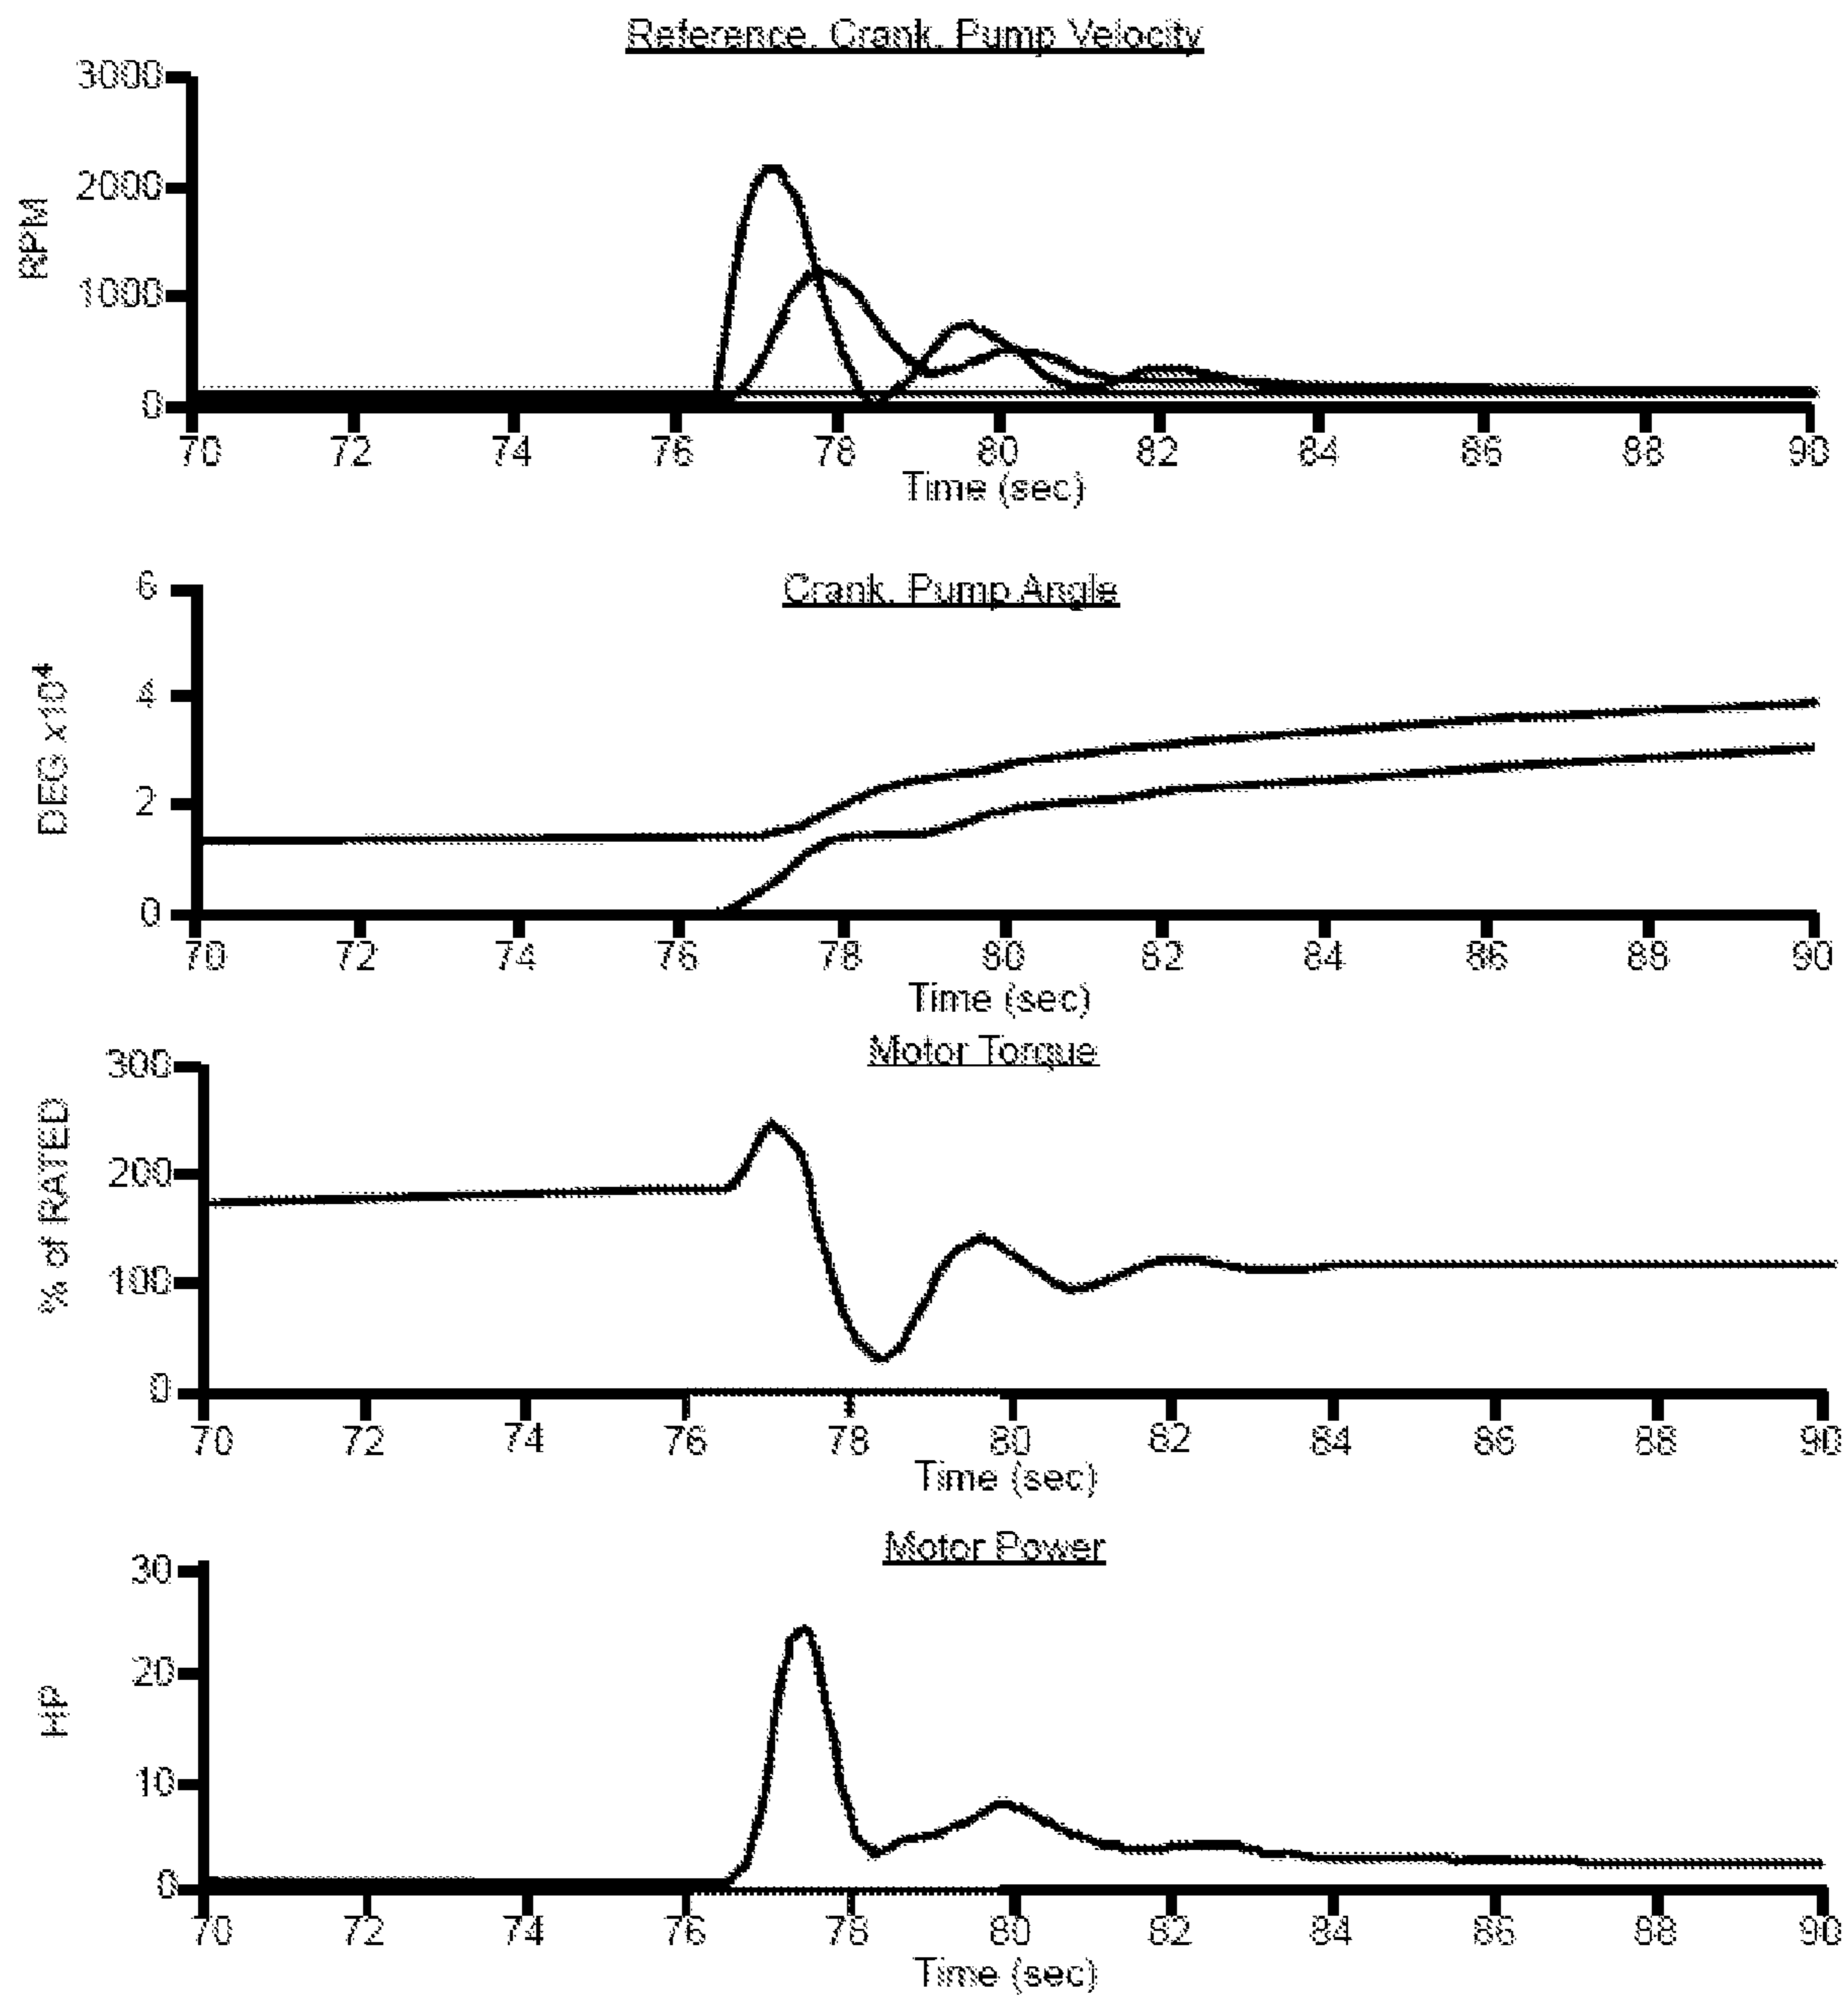 Reference, Crank, Pump Velocity
3000
2000
1000
0
RPM
70 72 74 76 78 80 82 84 86 88 90
Time (sec)
Crank, Pump Angle
6
4
2
0
DEG x10⁴
70 72 74 76 78 80 82 84 86 88 90
Time (sec)
Motor Torque
300
200
100
0
% of RATED
70 72 74 76 78 80 82 84 86 88 90
Time (sec)
Motor Power
30
20
10
0
HP
70 72 74 76 78 80 82 84 86 88 90
Time (sec)